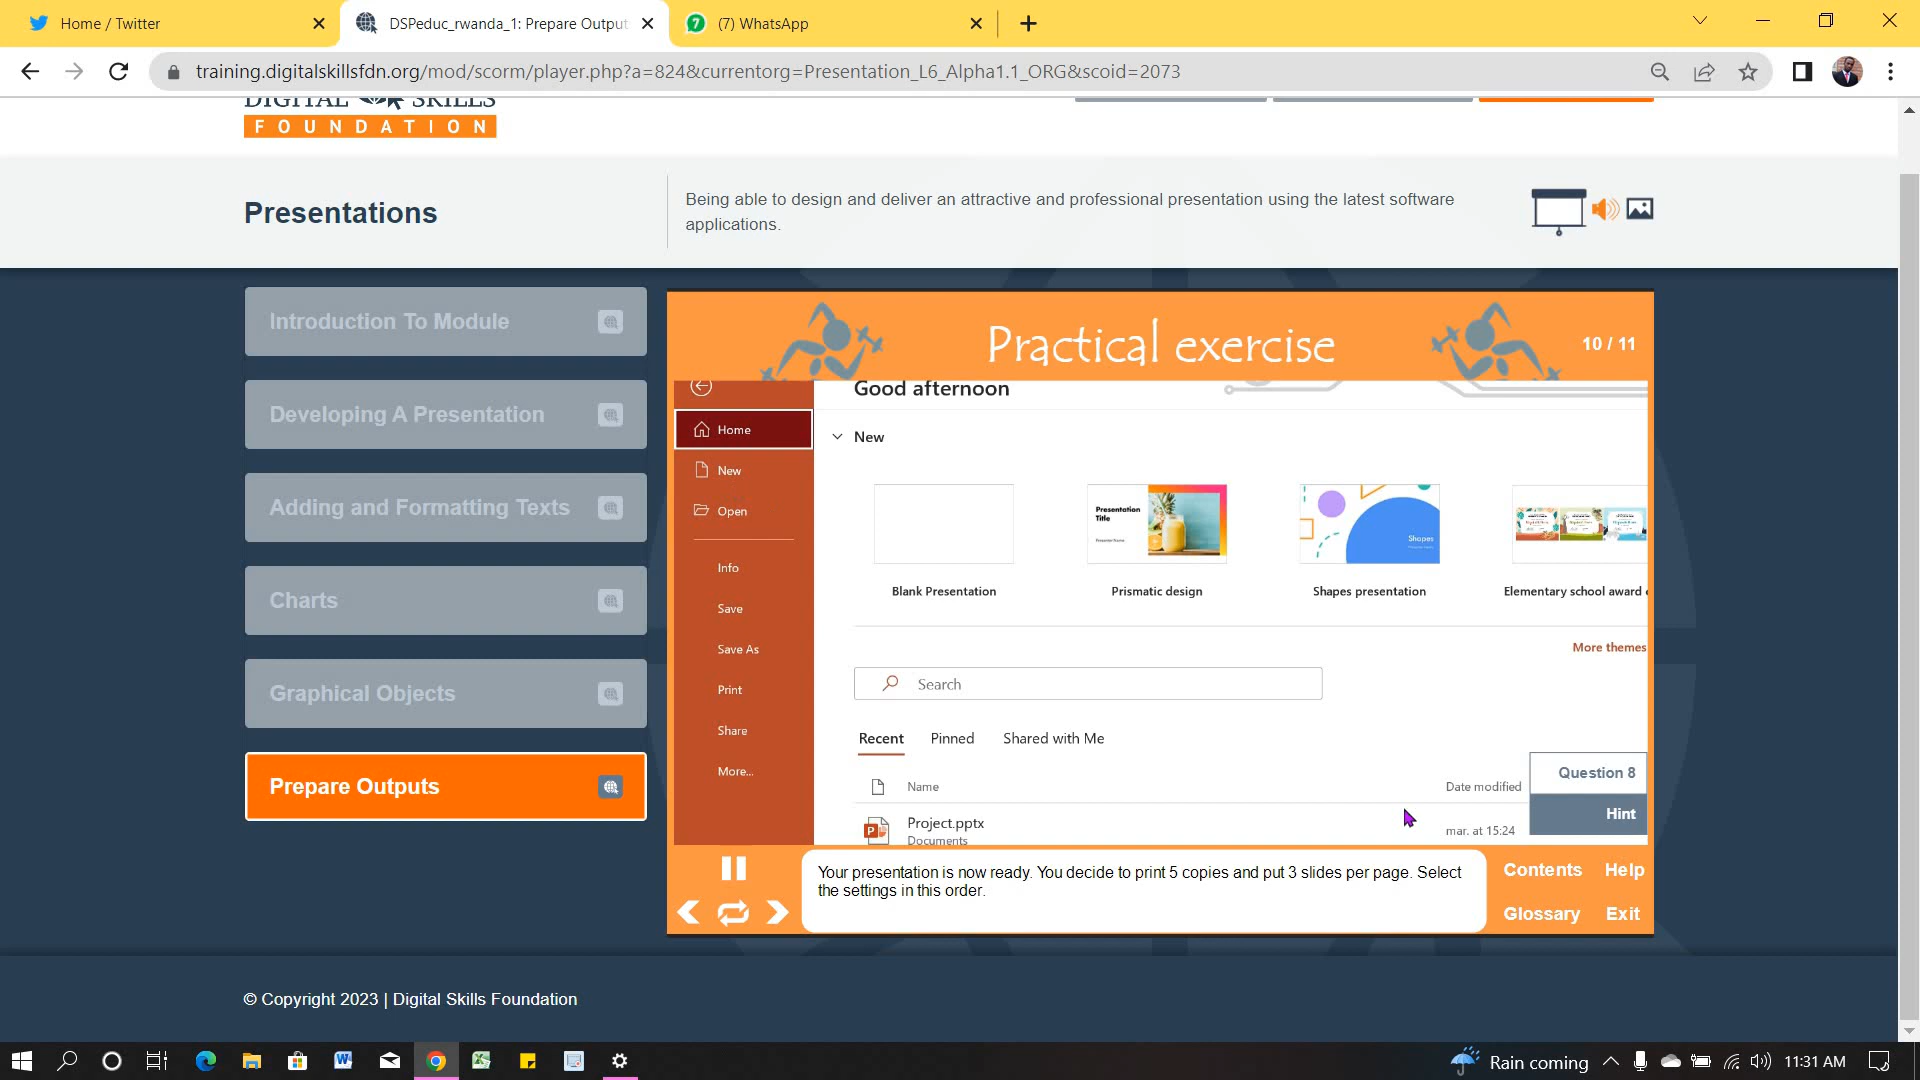 Home / Twitter
DSPeduc_rwanda_1: Prepare Output
7
(7) WhatsApp
training.digitalskillsfdn.org/mod/scorm/player.php?a=824&currentorg=Presentation_L6_Alpha1.1_ORG&scoid=2073
DIGITAL SKILLS
FOUNDATION
Presentations
Being able to design and deliver an attractive and professional presentation using the latest software
applications.
Introduction To Module
Developing A Presentation
Adding and Formatting Texts
Charts
Graphical Objects
Prepare Outputs
Practical exercise
10 / 11
Good afternoon
Home
New
Open
Info
Save
Save As
Print
Share
More...
New
Presentation
Title
Shapes
Blank Presentation
Prismatic design
Shapes presentation
Elementary school award
More themes
Search
Recent
Pinned
Shared with Me
Name
Date modified
Project.pptx
Documents
mar. at 15:24
Question 8
Hint
Your presentation is now ready. You decide to print 5 copies and put 3 slides per page. Select
the settings in this order.
Contents
Help
Glossary
Exit
© Copyright 2023 | Digital Skills Foundation
Rain coming
11:31 AM